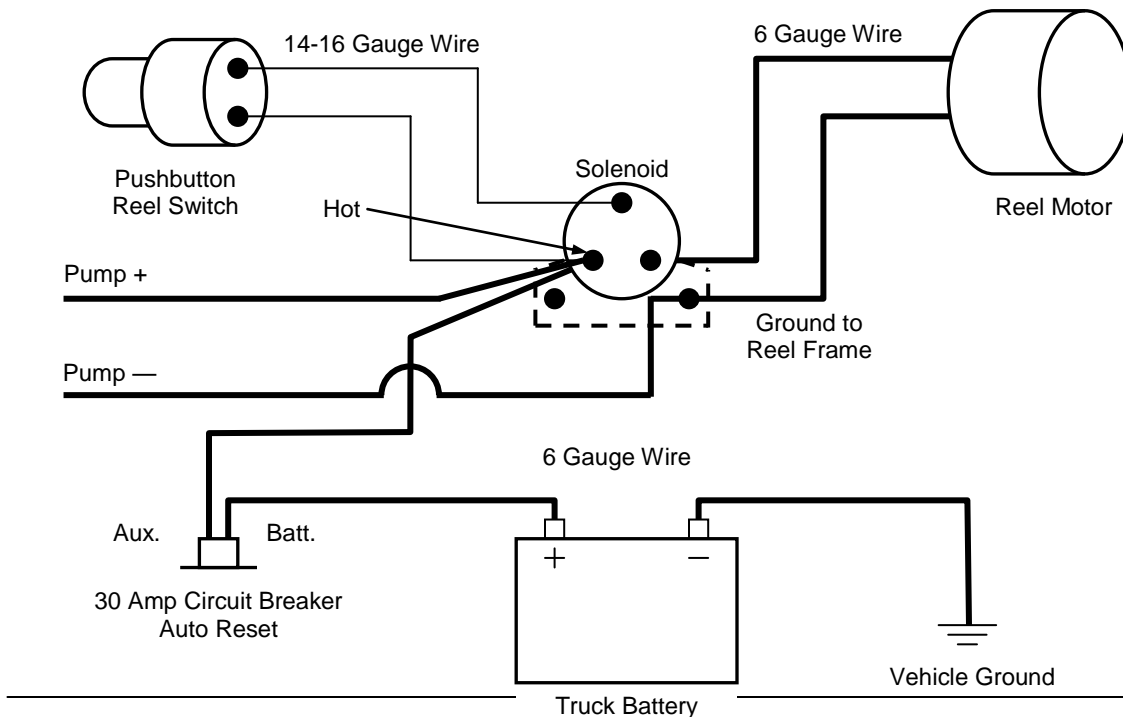 14-16 Gauge Wire
6 Gauge Wire
Pushbutton
Reel Switch
Solenoid
Hot
Reel Motor
Pump +
Ground to
Reel Frame
Pump —
6 Gauge Wire
Aux.
Batt.
+
–
30 Amp Circuit Breaker
Auto Reset
Vehicle Ground
Truck Battery